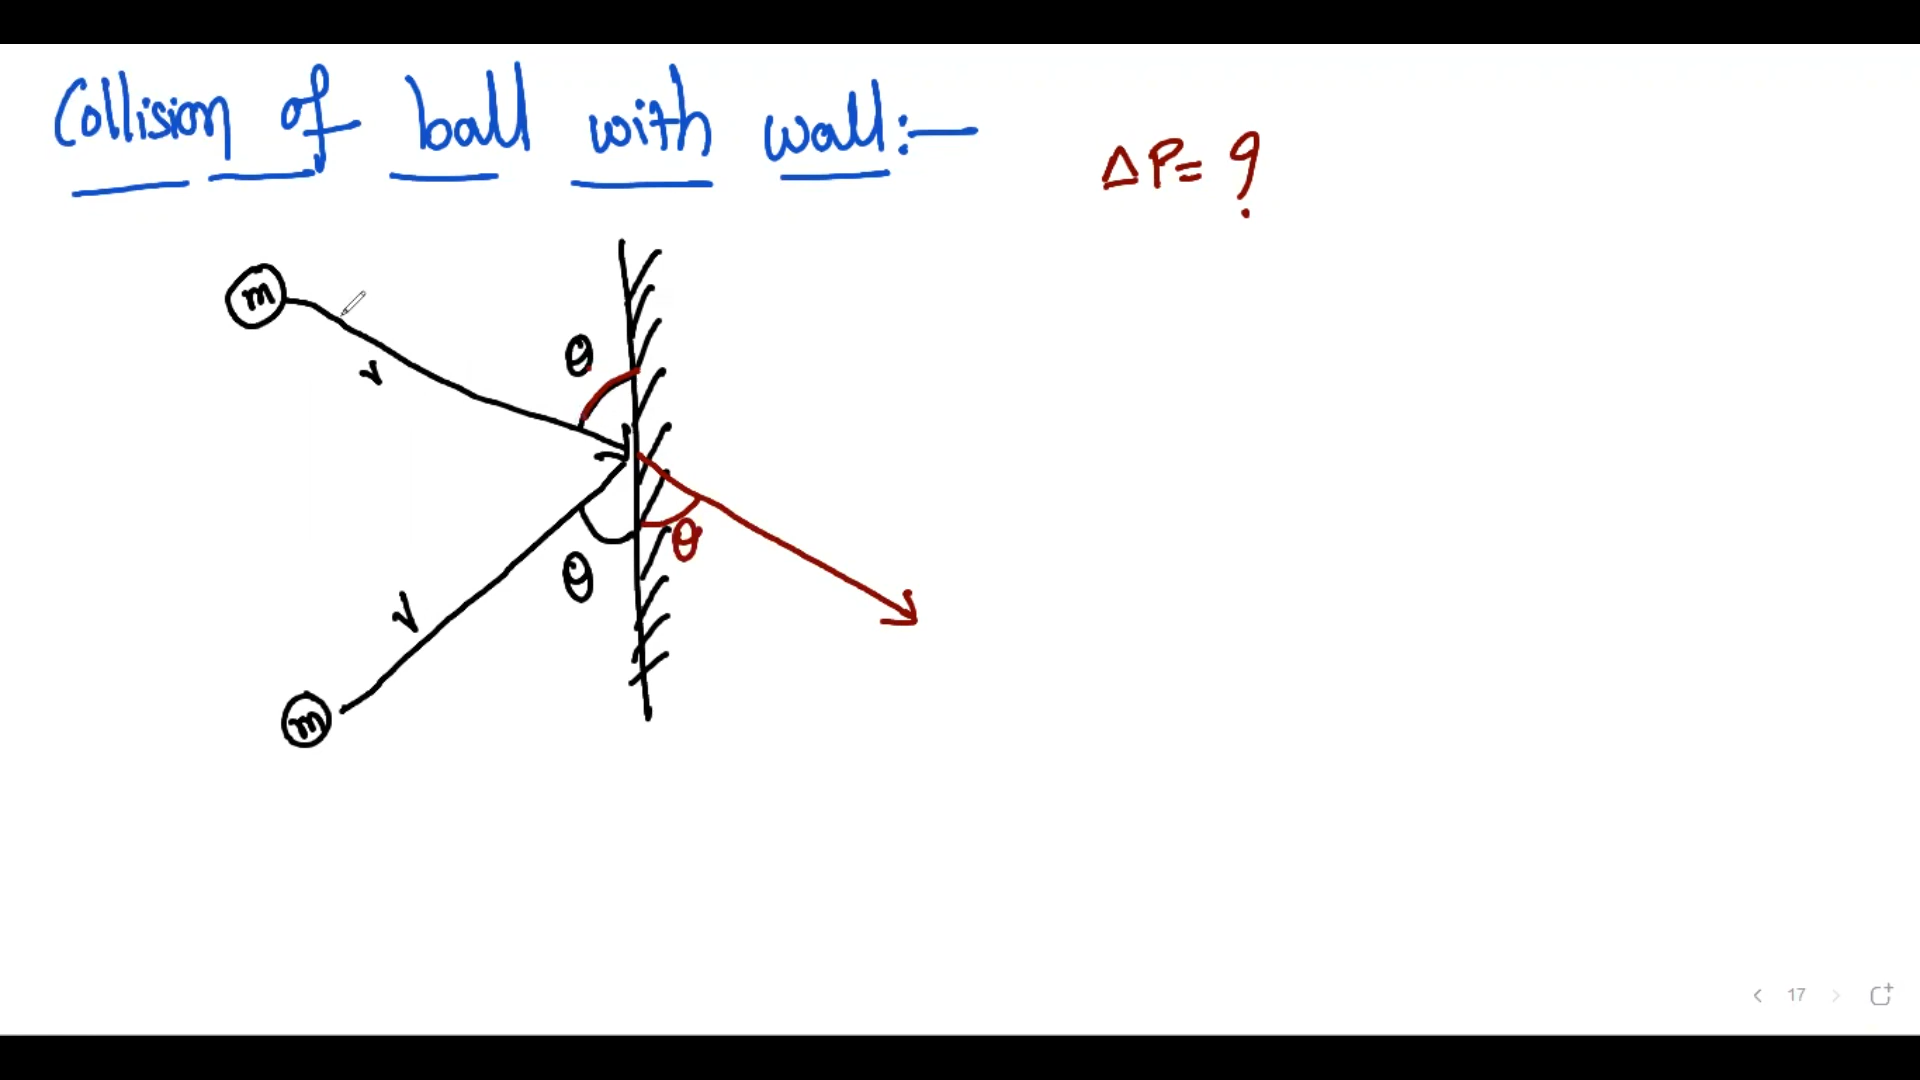 Collision of ball with wall:—
ΔP= ?
m
v
θ
θ
θ
v
m
17